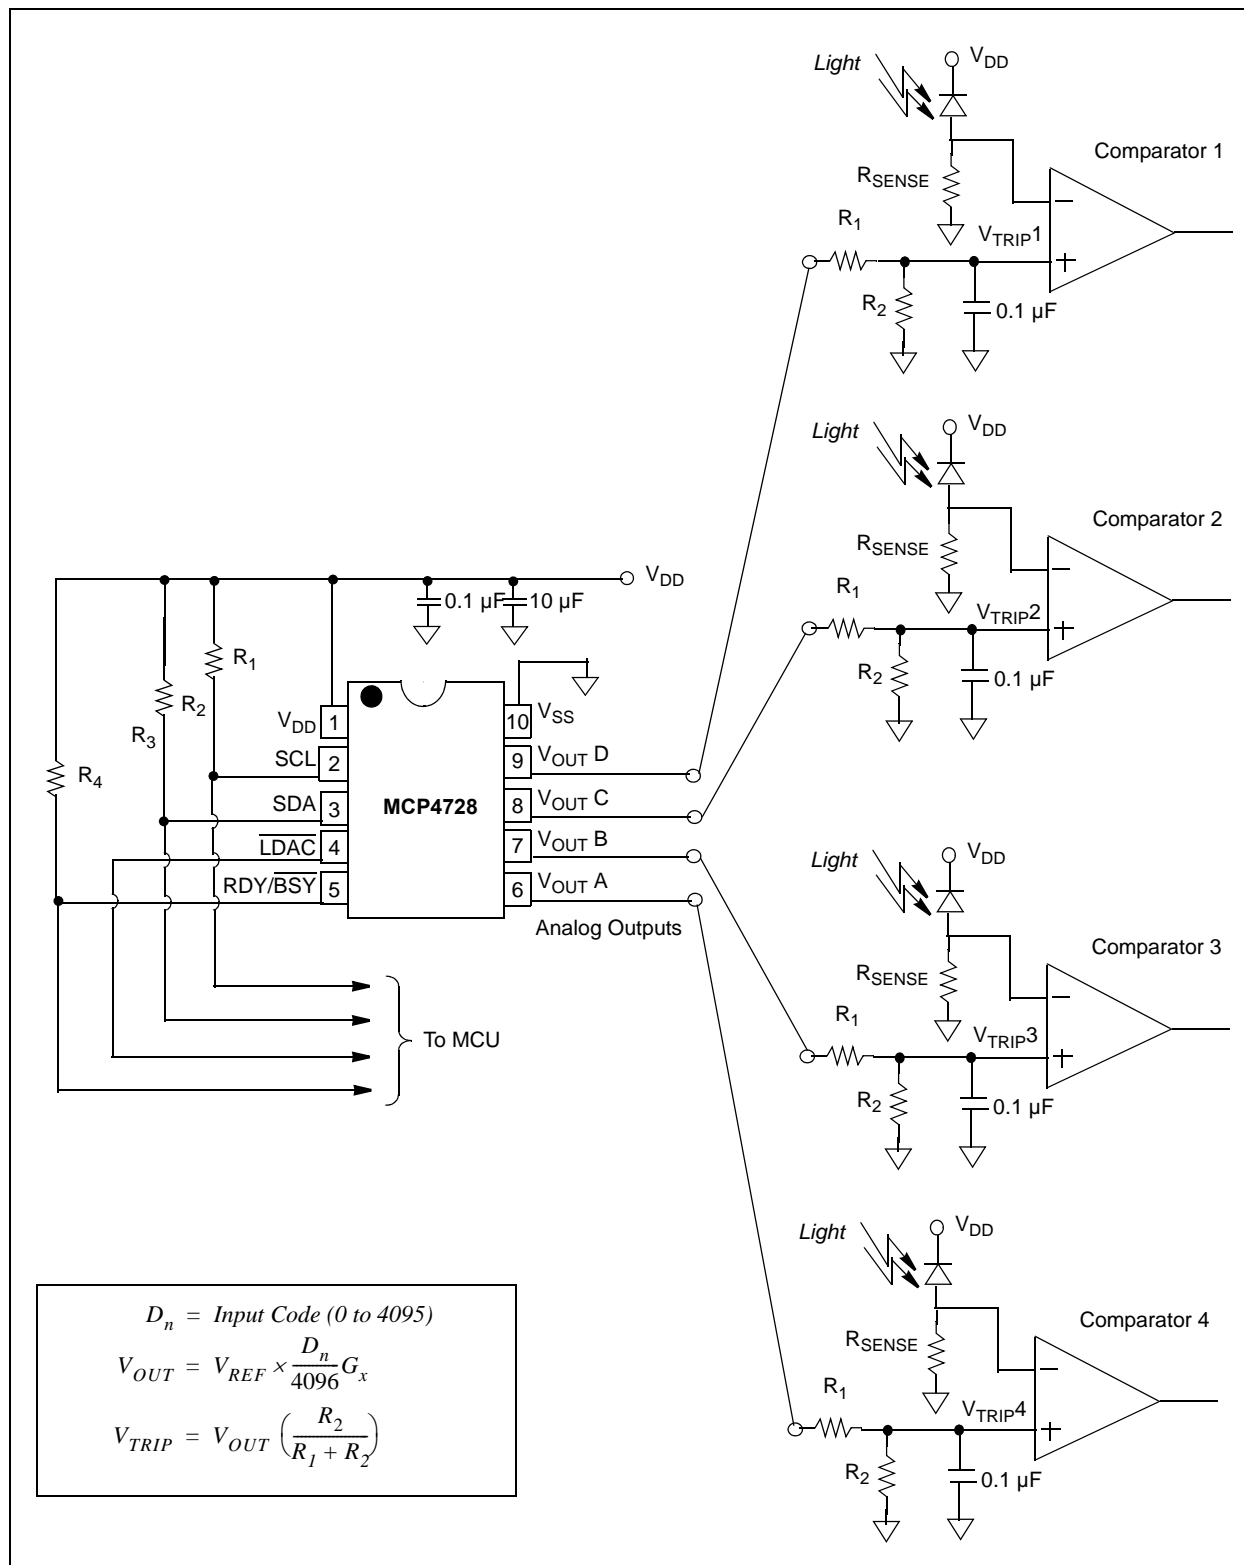 Light
VDD
Comparator 1
RSENSE
R1
VTRIP1
−
+
R2
0.1 µF
Light
VDD
Comparator 2
RSENSE
R1
VTRIP2
−
+
R2
0.1 µF
VDD
0.1 µF
10 µF
R1
R2
R3
R4
VDD 1
SCL 2
SDA 3
LDAC 4
RDY/BSY 5
MCP4728
10 VSS
9 VOUT D
8 VOUT C
7 VOUT B
6 VOUT A
Analog Outputs
To MCU
Light
VDD
Comparator 3
RSENSE
R1
VTRIP3
−
+
R2
0.1 µF
Light
VDD
Comparator 4
RSENSE
R1
VTRIP4
−
+
R2
0.1 µF
Dn = Input Code (0 to 4095)
VOUT = VREF × Dn/4096 Gx
VTRIP = VOUT (R2/(R1 + R2))